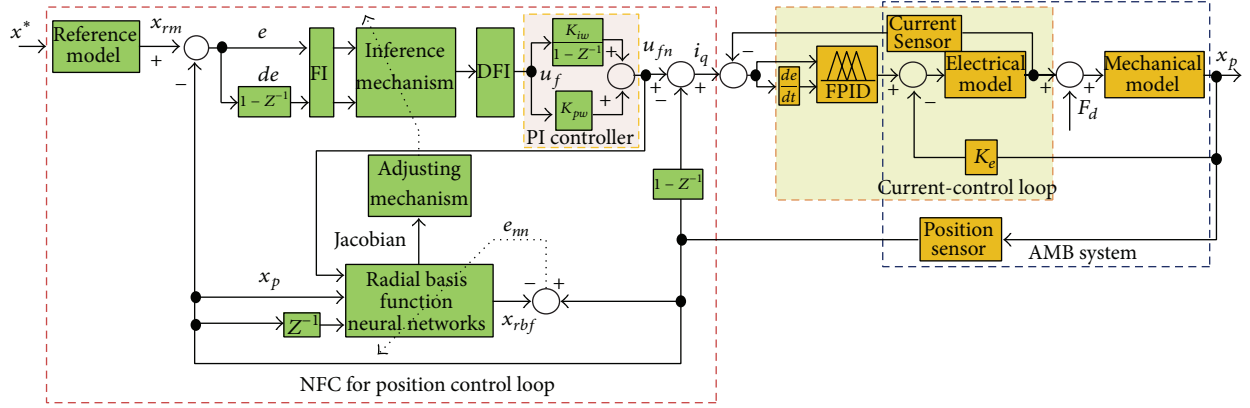 x*
Reference
model
x_rm
+
−
e
de
1 − Z⁻¹
FI
Inference
mechanism
DFI
u_f
K_iw
1 − Z⁻¹
K_pw
+
+
PI controller
u_fn
+
−
+
i_q
−
Current
Sensor
de
dt
FPID
+
−
Electrical
model
+
+
F_d
Mechanical
model
x_p
K_e
Current-control loop
1 − Z⁻¹
Adjusting
mechanism
Jacobian
e_nn
Position
sensor
AMB system
x_p
Z⁻¹
Radial basis
function
neural networks
−
+
x_rbf
NFC for position control loop